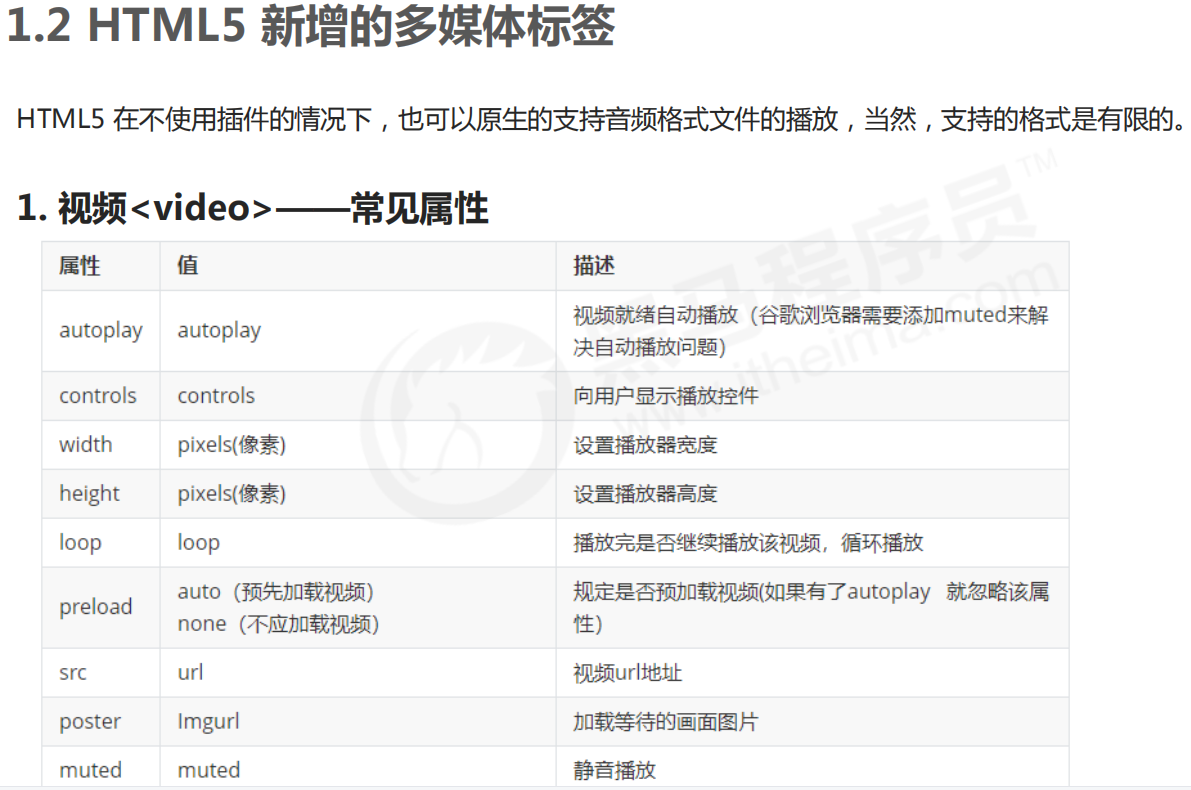 1.2 HTML5 新增的多媒体标签
HTML5 在不使用插件的情况下，也可以原生的支持音频格式文件的播放，当然，支持的格式是有限的。
1. 视频<video>——常见属性
属性 值 描述
autoplay autoplay 视频就绪自动播放（谷歌浏览器需要添加muted来解
决自动播放问题)
controls controls 向用户显示播放控件
width pixels(像素) 设置播放器宽度
height pixels(像素) 设置播放器高度
loop loop 播放完是否继续播放该视频，循环播放
preload auto（预先加载视频)
none（不应加载视频)
规定是否预加载视频(如果有了autoplay 就忽略该属
性)
src url 视频url地址
poster Imgurl 加载等待的画面图片
muted muted 静音播放
黑马程序员™
www.itheima.com